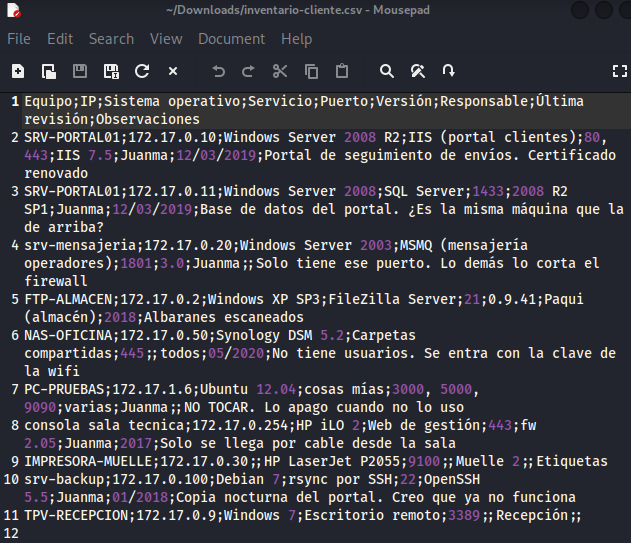 ~/Downloads/inventario-cliente.csv - Mousepad
File Edit Search View Document Help
1 Equipo;IP;Sistema operativo;Servicio;Puerto;Versión;Responsable;Última
revisión;Observaciones
2 SRV-PORTAL01;172.17.0.10;Windows Server 2008 R2;IIS (portal clientes);80,
443;IIS 7.5;Juanma;12/03/2019;Portal de seguimiento de envíos. Certificado
renovado
3 SRV-PORTAL01;172.17.0.11;Windows Server 2008;SQL Server;1433;2008 R2
SP1;Juanma;12/03/2019;Base de datos del portal. ¿Es la misma máquina que la
de arriba?
4 srv-mensajeria;172.17.0.20;Windows Server 2003;MSMQ (mensajería
operadores);1801;3.0;Juanma;;Solo tiene ese puerto. Lo demás lo corta el
firewall
5 FTP-ALMACEN;172.17.0.2;Windows XP SP3;FileZilla Server;21;0.9.41;Paqui
(almacén);2018;Albaranes escaneados
6 NAS-OFICINA;172.17.0.50;Synology DSM 5.2;Carpetas
compartidas;445;;todos;05/2020;No tiene usuarios. Se entra con la clave de
la wifi
7 PC-PRUEBAS;172.17.1.6;Ubuntu 12.04;cosas mías;3000, 5000,
9090;varias;Juanma;;NO TOCAR. Lo apago cuando no lo uso
8 consola sala tecnica;172.17.0.254;HP iLO 2;Web de gestión;443;fw
2.05;Juanma;2017;Solo se llega por cable desde la sala
9 IMPRESORA-MUELLE;172.17.0.30;;HP LaserJet P2055;9100;;Muelle 2;;Etiquetas
10 srv-backup;172.17.0.100;Debian 7;rsync por SSH;22;OpenSSH
5.5;Juanma;01/2018;Copia nocturna del portal. Creo que ya no funciona
11 TPV-RECEPCION;172.17.0.9;Windows 7;Escritorio remoto;3389;;Recepción;;
12